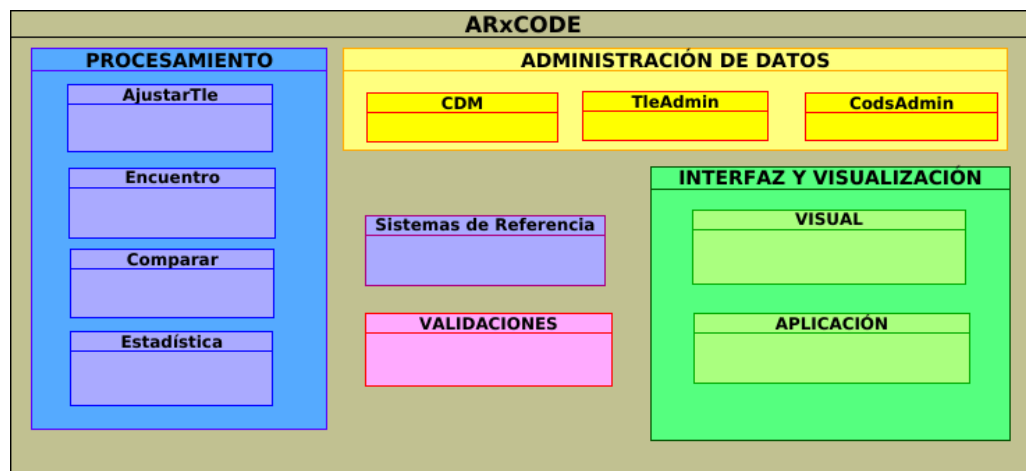 ARxCODE
PROCESAMIENTO
AjustarTle
Encuentro
Comparar
Estadística
ADMINISTRACIÓN DE DATOS
CDM
TleAdmin
CodsAdmin
Sistemas de Referencia
VALIDACIONES
INTERFAZ Y VISUALIZACIÓN
VISUAL
APLICACIÓN